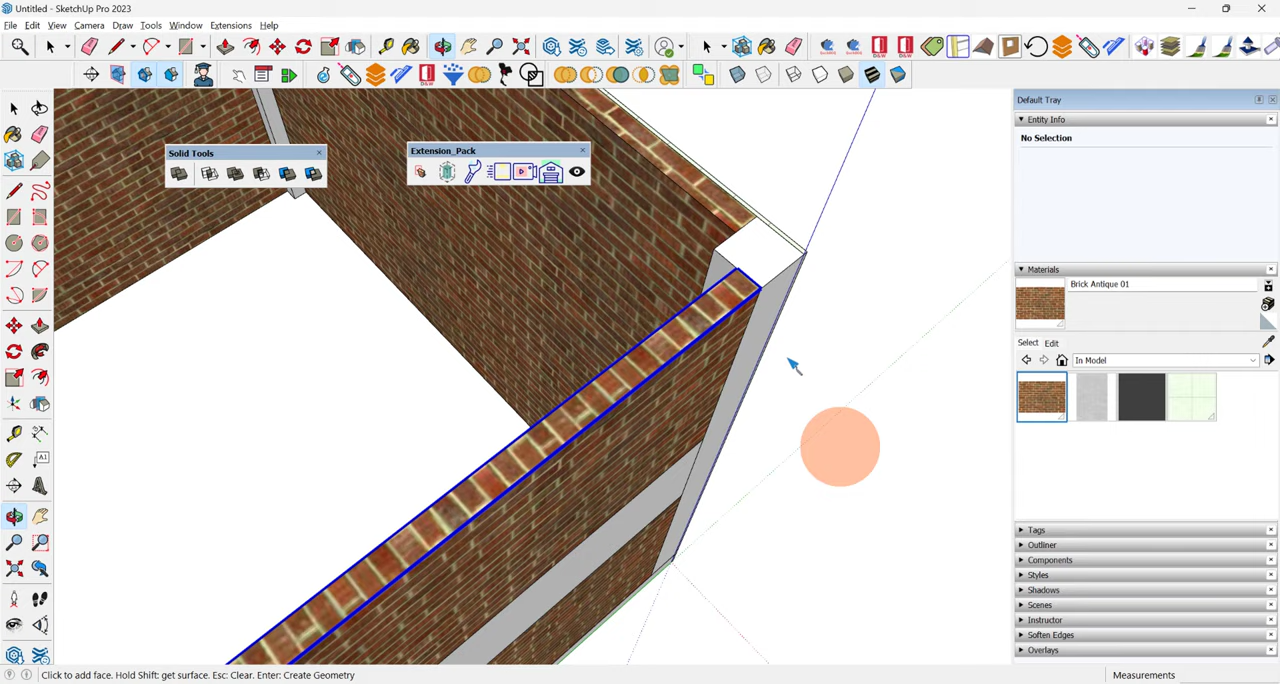 Untitled - SketchUp Pro 2023
File Edit View Camera Draw Tools Window Extensions Help
Default Tray
Entity Info
No Selection
Solid Tools
Extension_Pack
Materials
Brick Antique 01
Select Edit
In Model
A1
Tags
Outliner
Components
Styles
Shadows
Scenes
Instructor
Soften Edges
Overlays
Click to add face. Hold Shift: get surface. Esc: Clear. Enter: Create Geometry
Measurements